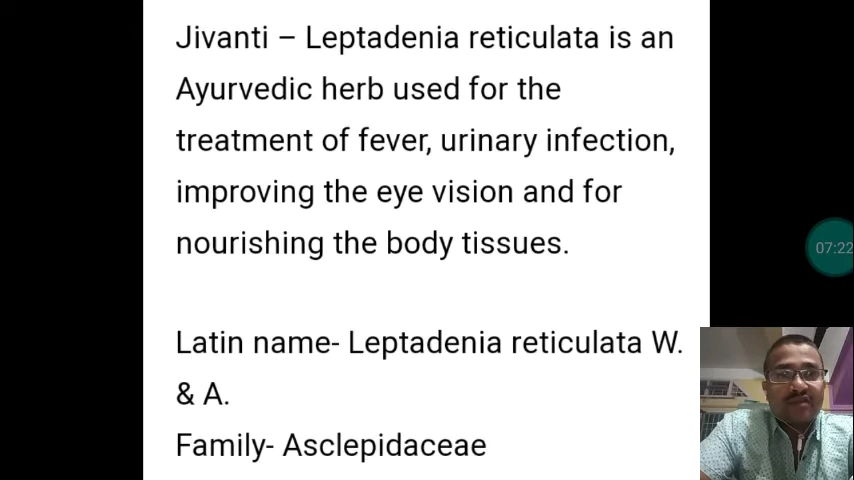 Jivanti – Leptadenia reticulata is an
Ayurvedic herb used for the
treatment of fever, urinary infection,
improving the eye vision and for
nourishing the body tissues.
Latin name- Leptadenia reticulata W.
& A.
Family- Asclepidaceae
07:22